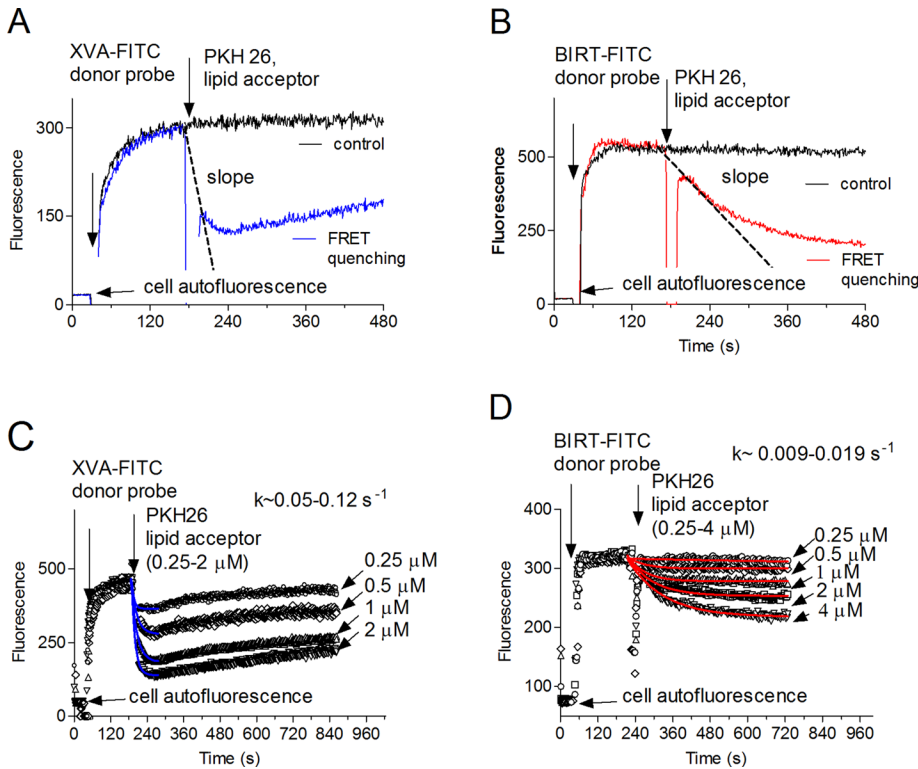 A
XVA-FITC
donor probe
PKH 26,
lipid acceptor
300
150
0
Fluorescence
control
slope
FRET
quenching
cell autofluorescence
0 120 240 360 480
Time (s)
B
BIRT-FITC
donor probe
PKH 26,
lipid acceptor
500
250
0
Fluorescence
slope
control
FRET
quenching
cell autofluorescence
0 120 240 360 480
Time (s)
C
XVA-FITC
donor probe
k~0.05-0.12 s-1
PKH26
lipid acceptor
(0.25-2 μM)
500
250
0
Fluorescence
0.25 μM
0.5 μM
1 μM
2 μM
cell autofluorescence
0 120 240 360 480 600 720 840 960
Time (s)
D
BIRT-FITC
donor probe
k~ 0.009-0.019 s-1
PKH26
lipid acceptor
(0.25-4 μM)
400
300
200
100
Fluorescence
0.25 μM
0.5 μM
1 μM
2 μM
4 μM
cell autofluorescence
0 120 240 360 480 600 720 840 960
Time (s)